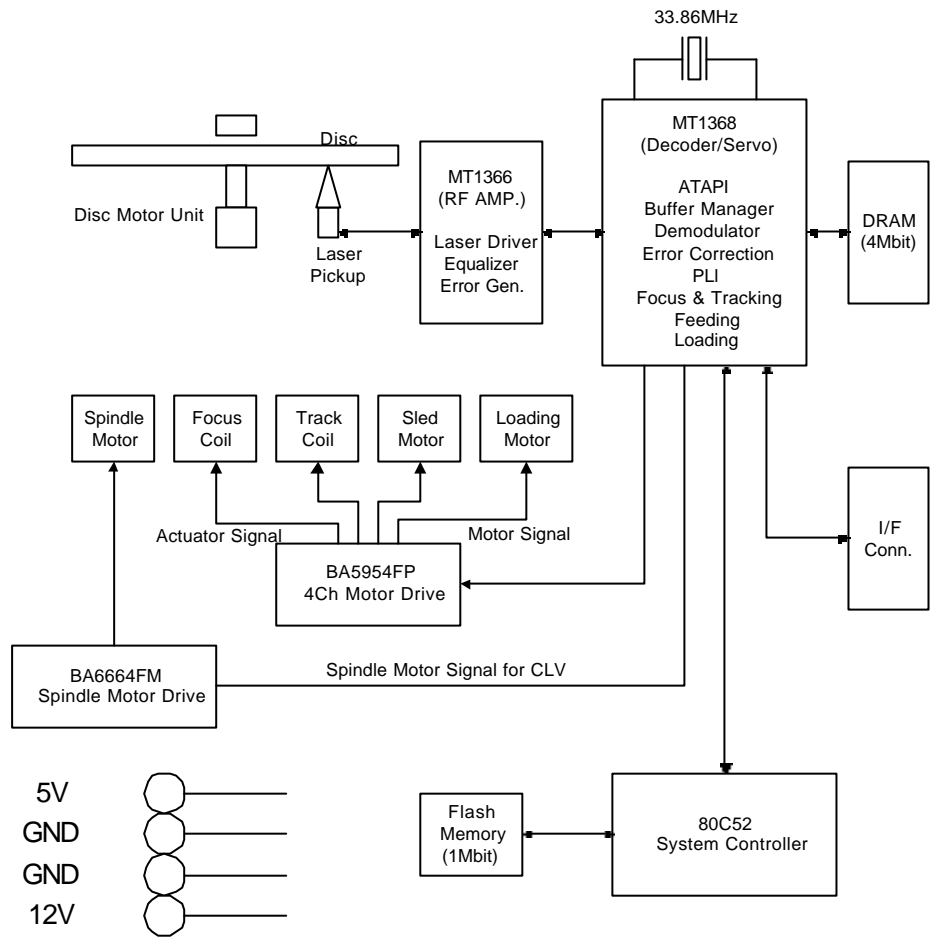 33.86MHz
MT1368
(Decoder/Servo)
ATAPI
Buffer Manager
Demodulator
Error Correction
PLI
Focus & Tracking
Feeding
Loading
Disc
Disc Motor Unit
Laser
Pickup
MT1366
(RF AMP.)
Laser Driver
Equalizer
Error Gen.
DRAM
(4Mbit)
Spindle
Motor
Focus
Coil
Track
Coil
Sled
Motor
Loading
Motor
I/F
Conn.
Actuator Signal
Motor Signal
BA5954FP
4Ch Motor Drive
BA6664FM
Spindle Motor Drive
Spindle Motor Signal for CLV
5V
GND
GND
12V
Flash
Memory
(1Mbit)
80C52
System Controller